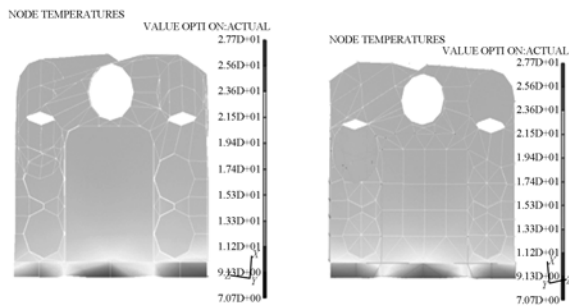 NODE TEMPERATURES
VALUE OPTI ON:ACTUAL
2.77D+01
2.56D+01
2.36D+01
2.15D+01
1.94D+01
1.74D+01
1.53D+01
1.33D+01
1.12D+01
9.13D+00
7.07D+00
NODE TEMPERATURES
VALUE OPTI ON:ACTUAL
2.77D+01
2.56D+01
2.36D+01
2.15D+01
1.94D+01
1.74D+01
1.53D+01
1.33D+01
1.12D+01
9.13D+00
7.07D+00